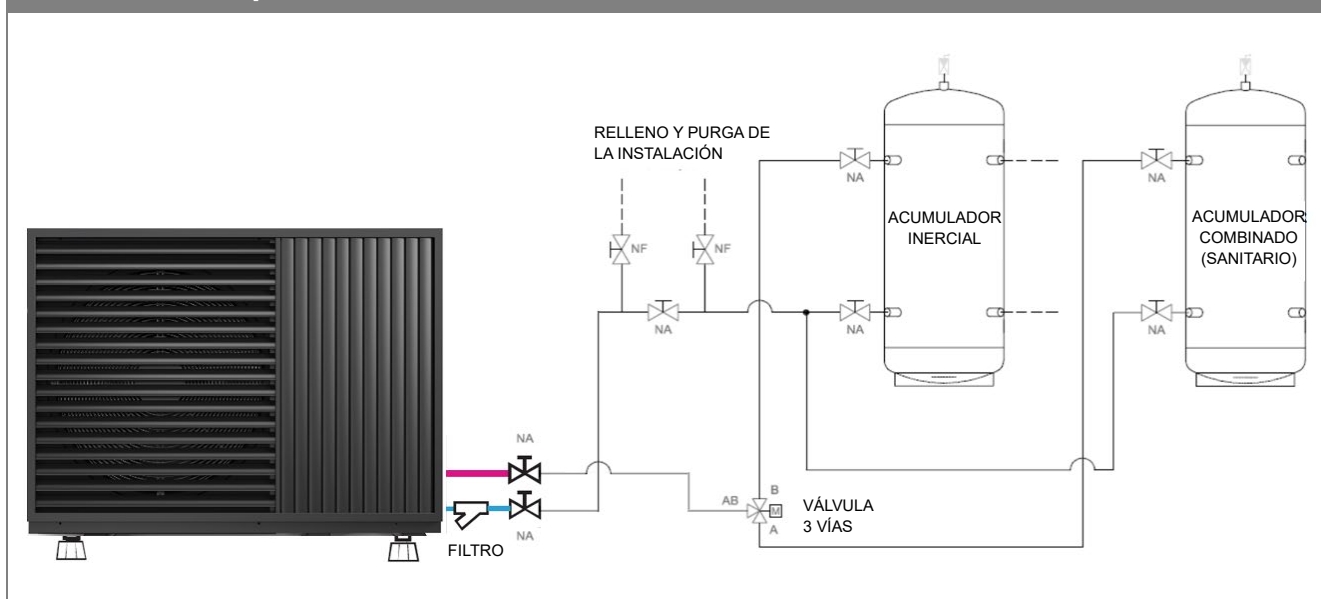 RELLENO Y PURGA DE
LA INSTALACIÓN
NA
NA
NF
NF
ACUMULADOR
INERCIAL
ACUMULADOR
COMBINADO
(SANITARIO)
NA
NA
NA
NA
B
AB
M
VÁLVULA
3 VÍAS
A
NA
FILTRO